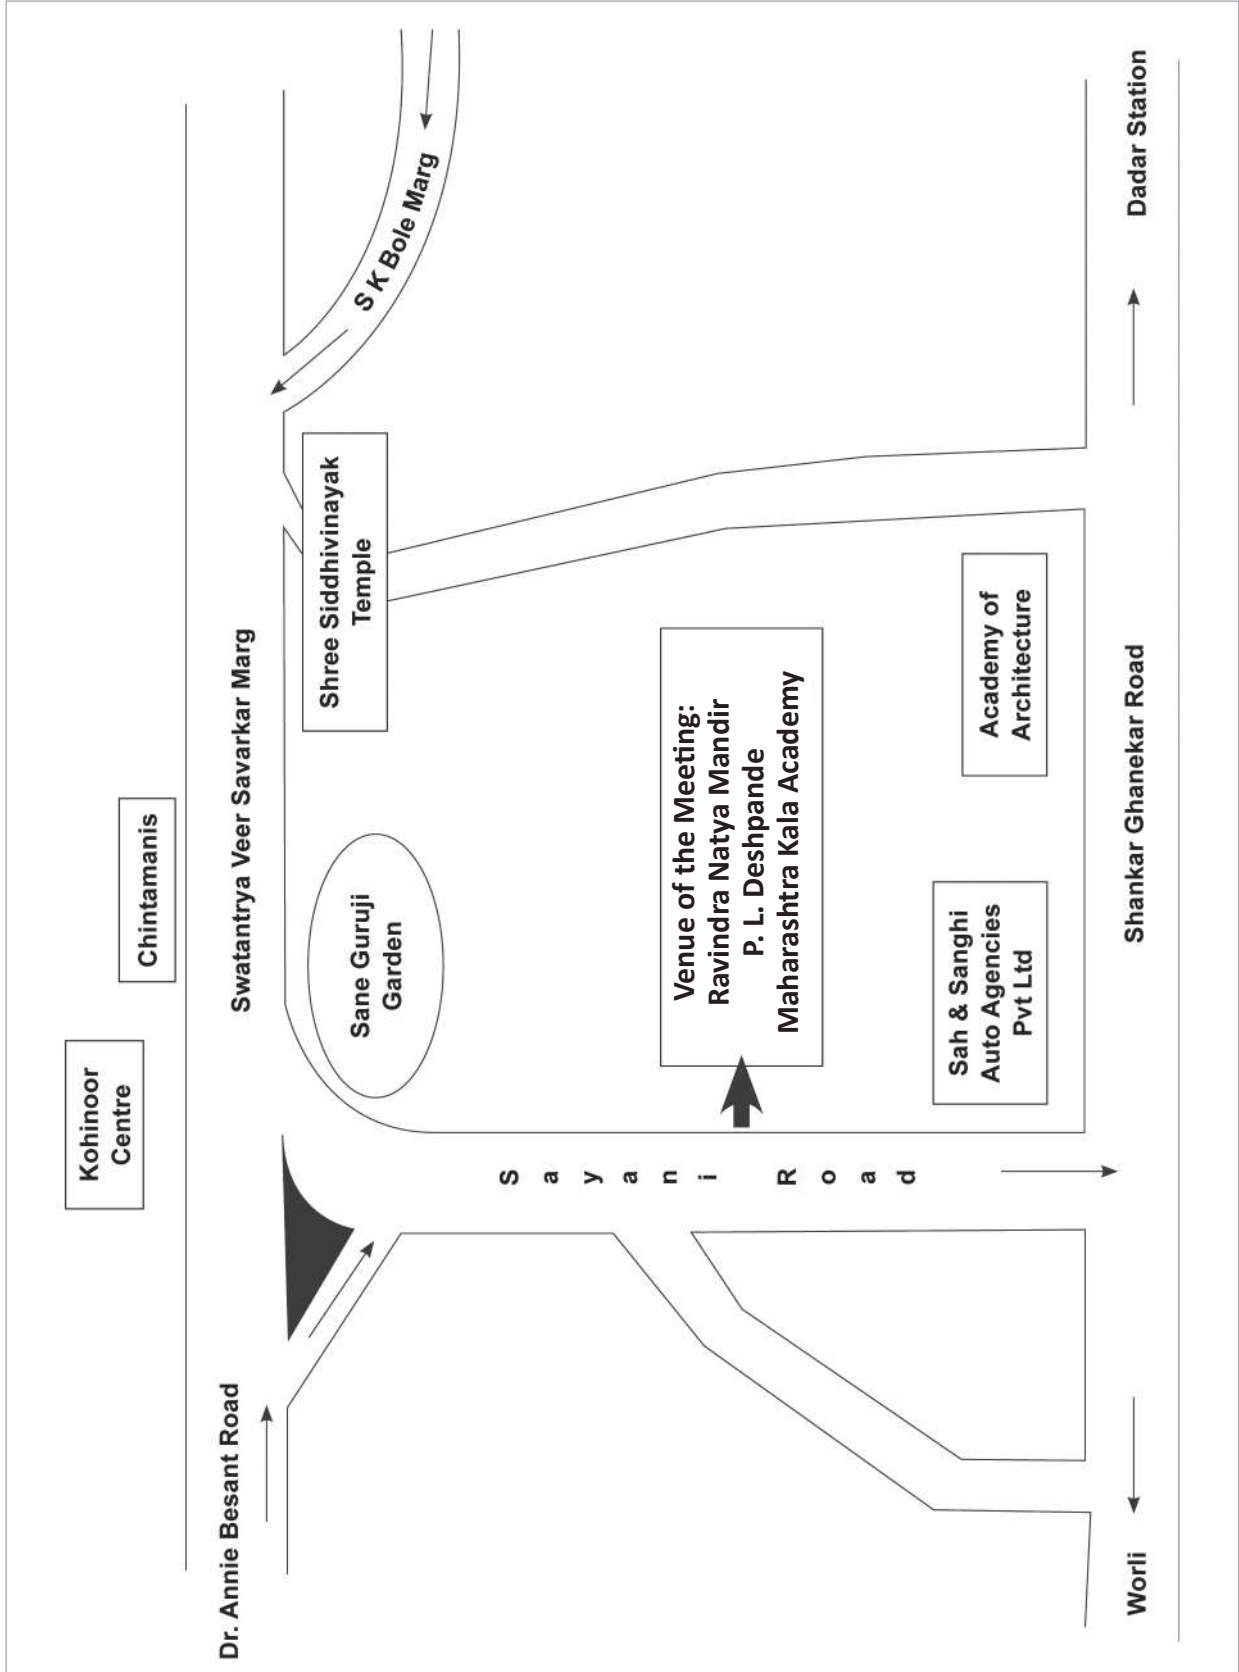 Kohinoor
Centre
Chintamanis
Dr. Annie Besant Road
Swatantrya Veer Savarkar Marg
S K Bole Marg
Sane Guruji
Garden
Shree Siddhivinayak
Temple
Sayani Road
Venue of the Meeting:
Ravindra Natya Mandir
P. L. Deshpande
Maharashtra Kala Academy
Sah & Sanghi
Auto Agencies
Pvt Ltd
Academy of
Architecture
Worli
Shankar Ghanekar Road
Dadar Station